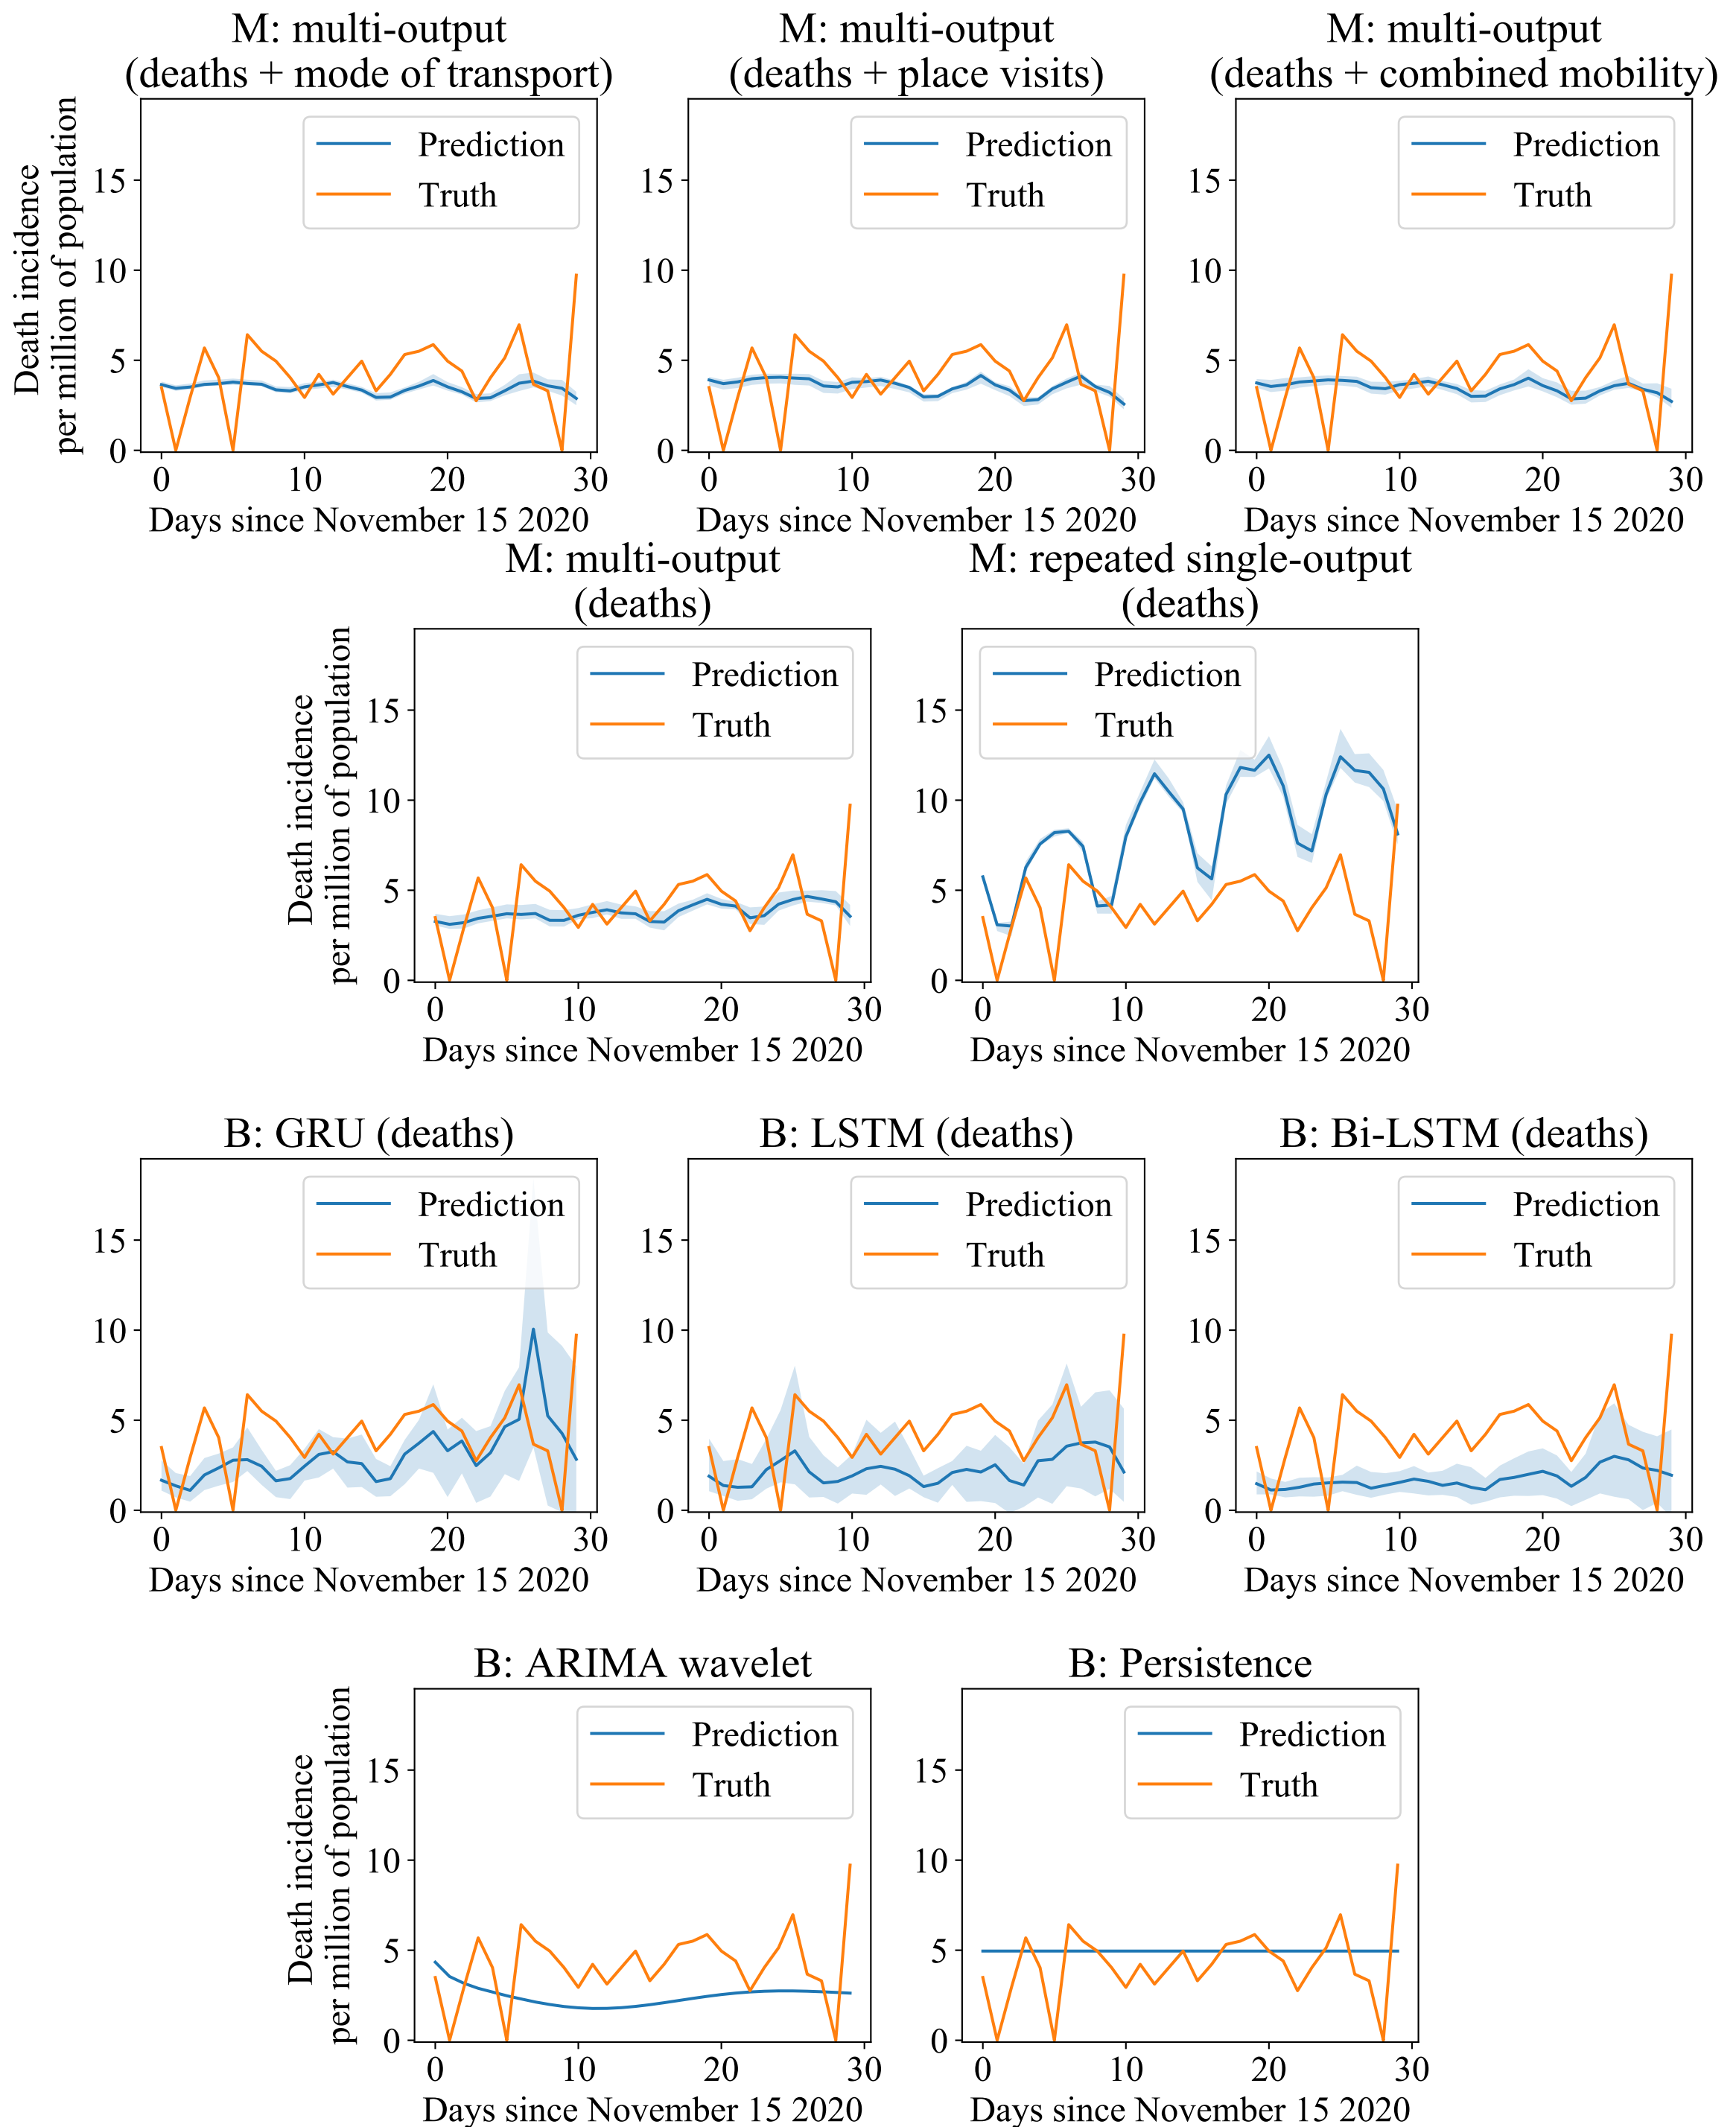 M: multi-output
(deaths + mode of transport)
Death incidence
per million of population
15
10
5
0
Prediction
Truth
0 10 20 30
Days since November 15 2020
M: multi-output
(deaths + place visits)
15
10
5
0
Prediction
Truth
0 10 20 30
Days since November 15 2020
M: multi-output
(deaths + combined mobility)
15
10
5
0
Prediction
Truth
0 10 20 30
Days since November 15 2020
M: multi-output
(deaths)
Death incidence
per million of population
15
10
5
0
Prediction
Truth
0 10 20 30
Days since November 15 2020
M: repeated single-output
(deaths)
15
10
5
0
Prediction
Truth
0 10 20 30
Days since November 15 2020
B: GRU (deaths)
15
10
5
0
Prediction
Truth
0 10 20 30
Days since November 15 2020
B: LSTM (deaths)
15
10
5
0
Prediction
Truth
0 10 20 30
Days since November 15 2020
B: Bi-LSTM (deaths)
15
10
5
0
Prediction
Truth
0 10 20 30
Days since November 15 2020
B: ARIMA wavelet
Death incidence
per million of population
15
10
5
0
Prediction
Truth
0 10 20 30
Days since November 15 2020
B: Persistence
15
10
5
0
Prediction
Truth
0 10 20 30
Days since November 15 2020